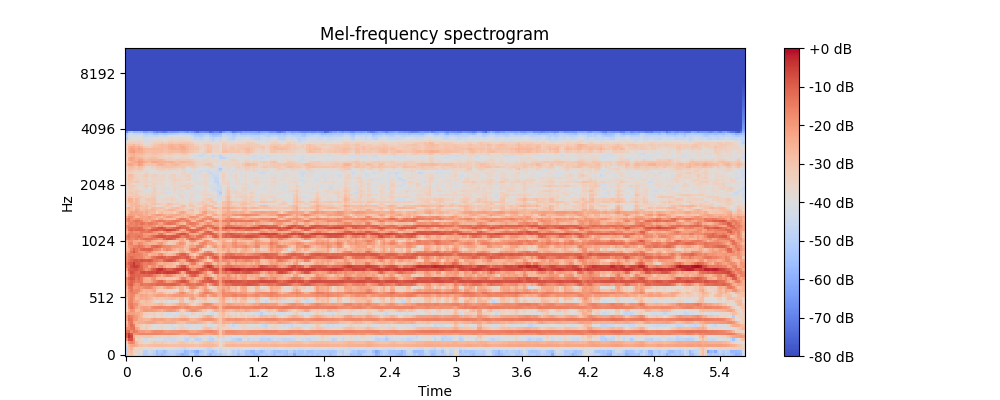 Mel-frequency spectrogram
Hz
8192
4096
2048
1024
512
0
0 0.6 1.2 1.8 2.4 3 3.6 4.2 4.8 5.4
Time
+0 dB
-10 dB
-20 dB
-30 dB
-40 dB
-50 dB
-60 dB
-70 dB
-80 dB